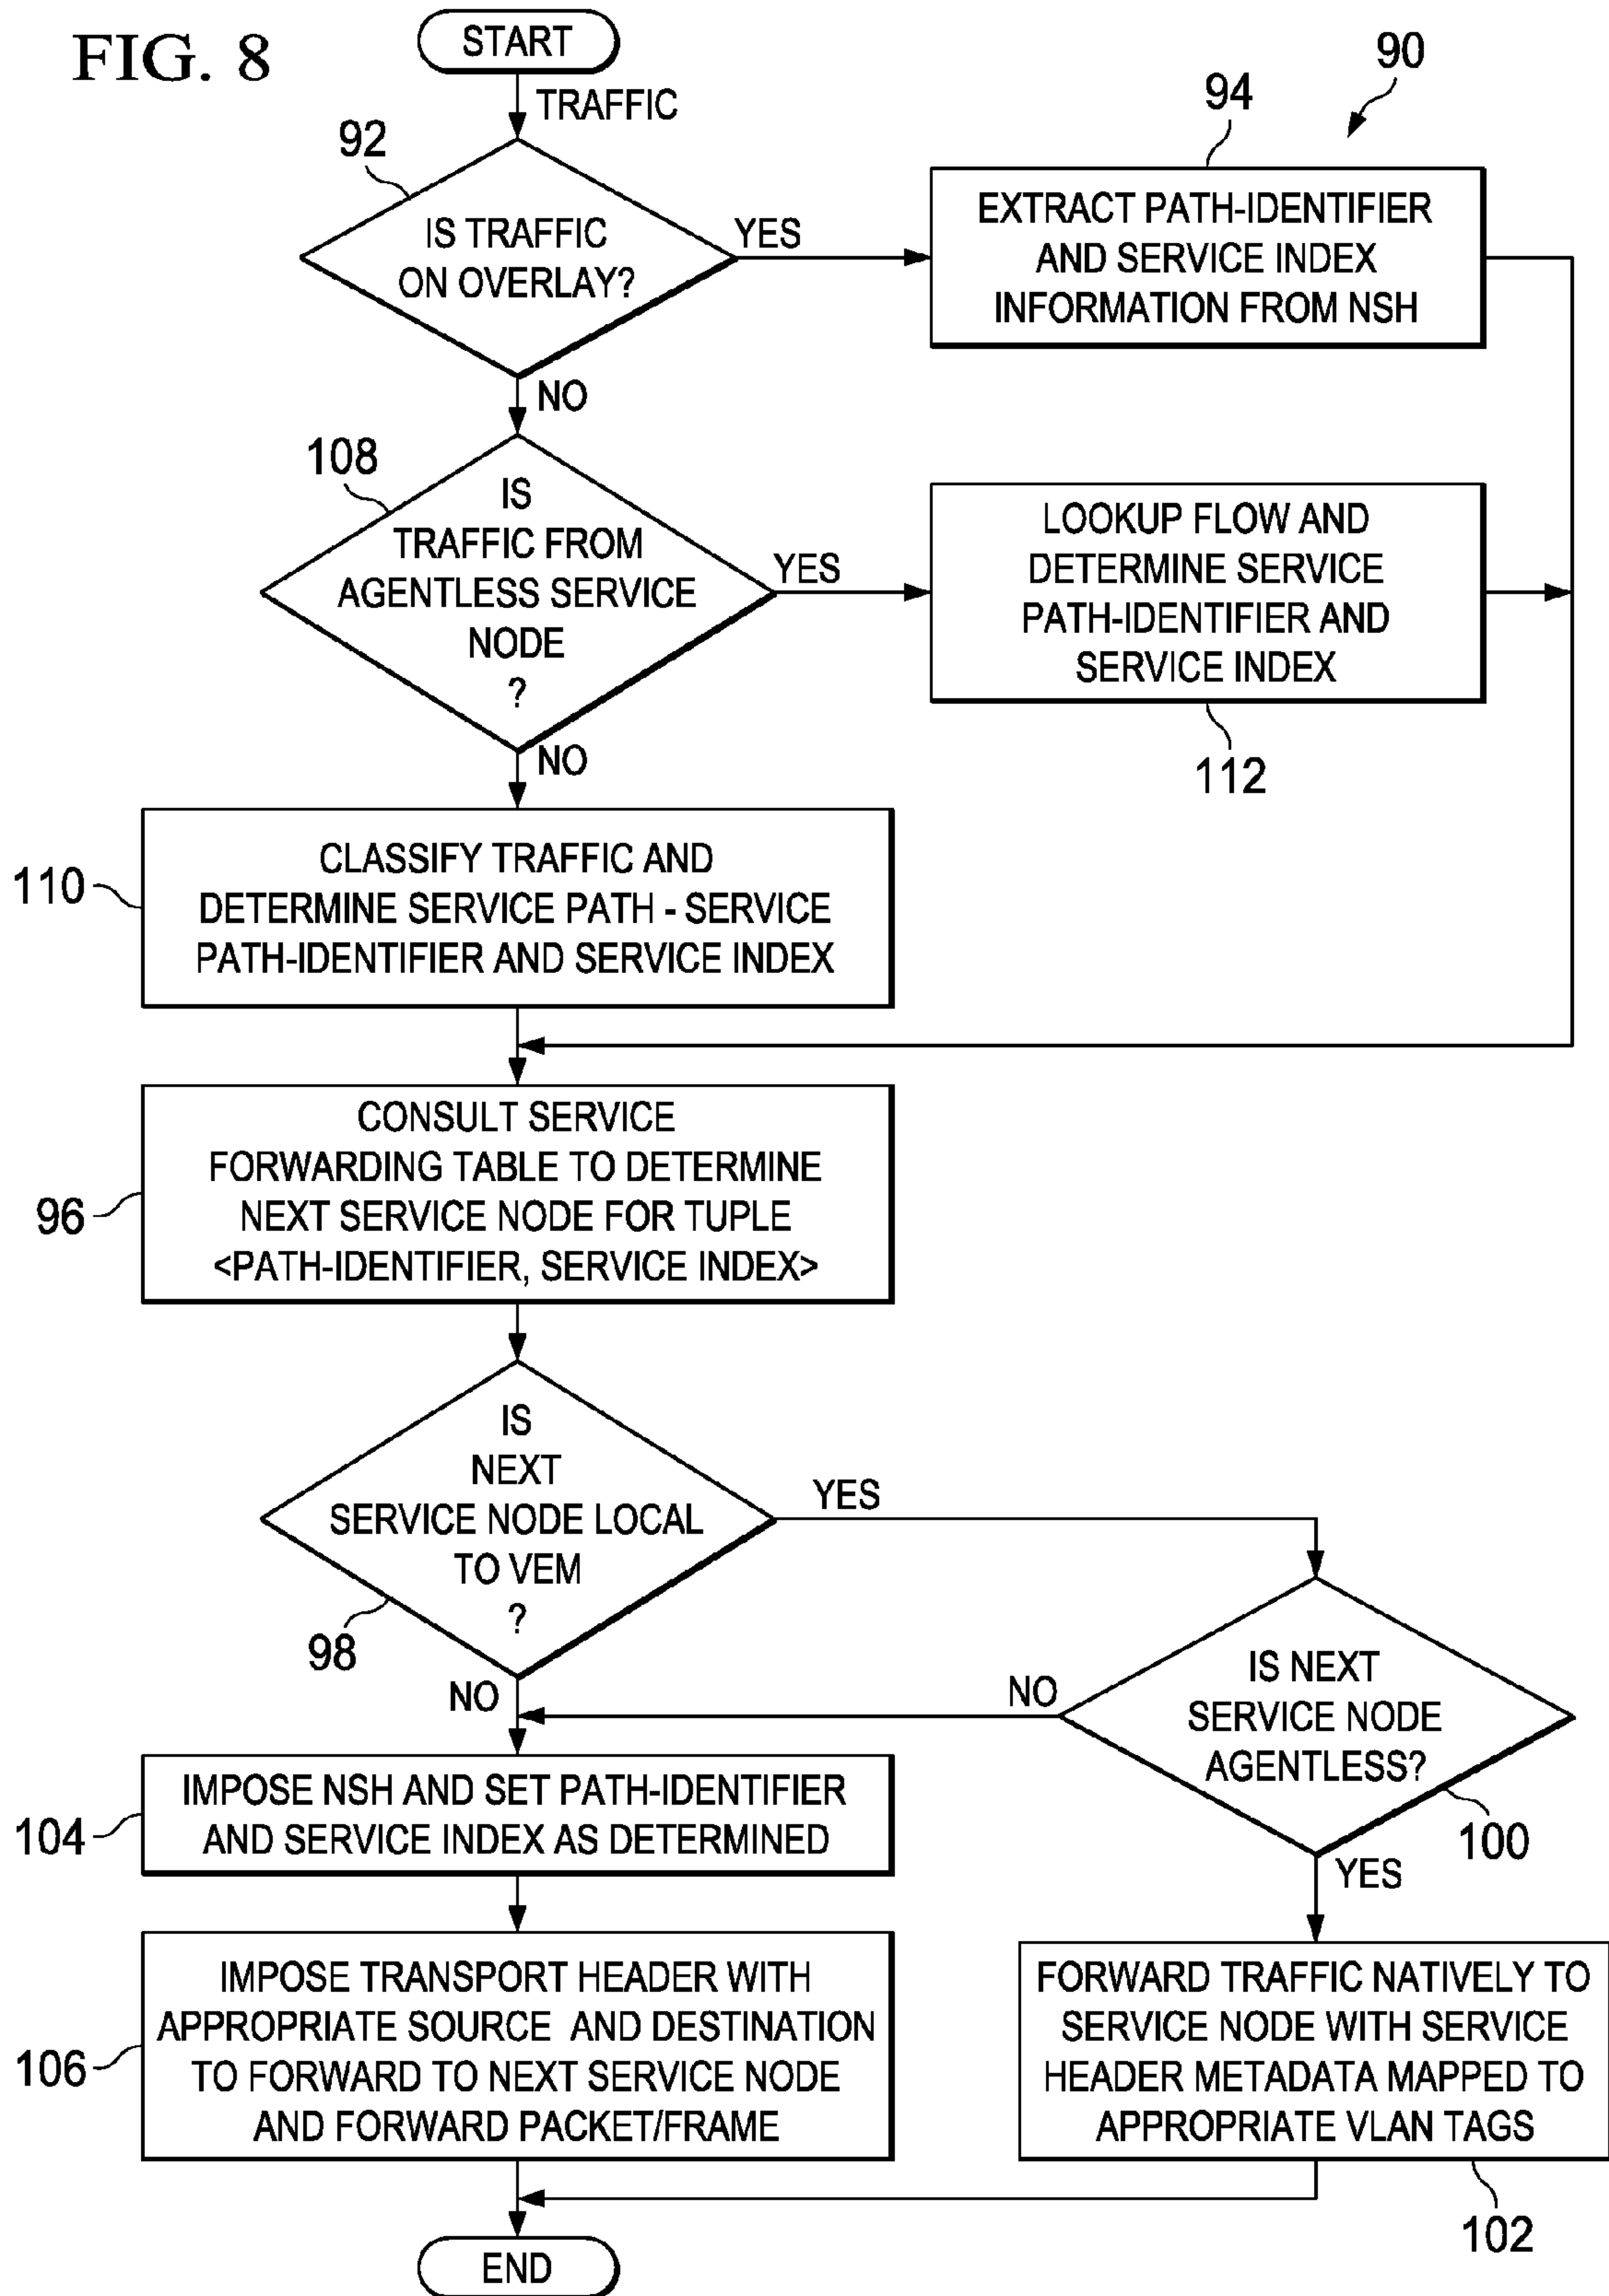 FIG. 8
START
TRAFFIC
90
94
92
IS TRAFFIC
ON OVERLAY?
YES
EXTRACT PATH-IDENTIFIER
AND SERVICE INDEX
INFORMATION FROM NSH
NO
108
IS
TRAFFIC FROM
AGENTLESS SERVICE
NODE
?
YES
LOOKUP FLOW AND
DETERMINE SERVICE
PATH-IDENTIFIER AND
SERVICE INDEX
112
NO
110
CLASSIFY TRAFFIC AND
DETERMINE SERVICE PATH - SERVICE
PATH-IDENTIFIER AND SERVICE INDEX
96
CONSULT SERVICE
FORWARDING TABLE TO DETERMINE
NEXT SERVICE NODE FOR TUPLE
<PATH-IDENTIFIER, SERVICE INDEX>
IS
NEXT
SERVICE NODE LOCAL
TO VEM
?
98
YES
NO
IS NEXT
SERVICE NODE
AGENTLESS?
100
NO
YES
104
IMPOSE NSH AND SET PATH-IDENTIFIER
AND SERVICE INDEX AS DETERMINED
106
IMPOSE TRANSPORT HEADER WITH
APPROPRIATE SOURCE AND DESTINATION
TO FORWARD TO NEXT SERVICE NODE
AND FORWARD PACKET/FRAME
FORWARD TRAFFIC NATIVELY TO
SERVICE NODE WITH SERVICE
HEADER METADATA MAPPED TO
APPROPRIATE VLAN TAGS
102
END